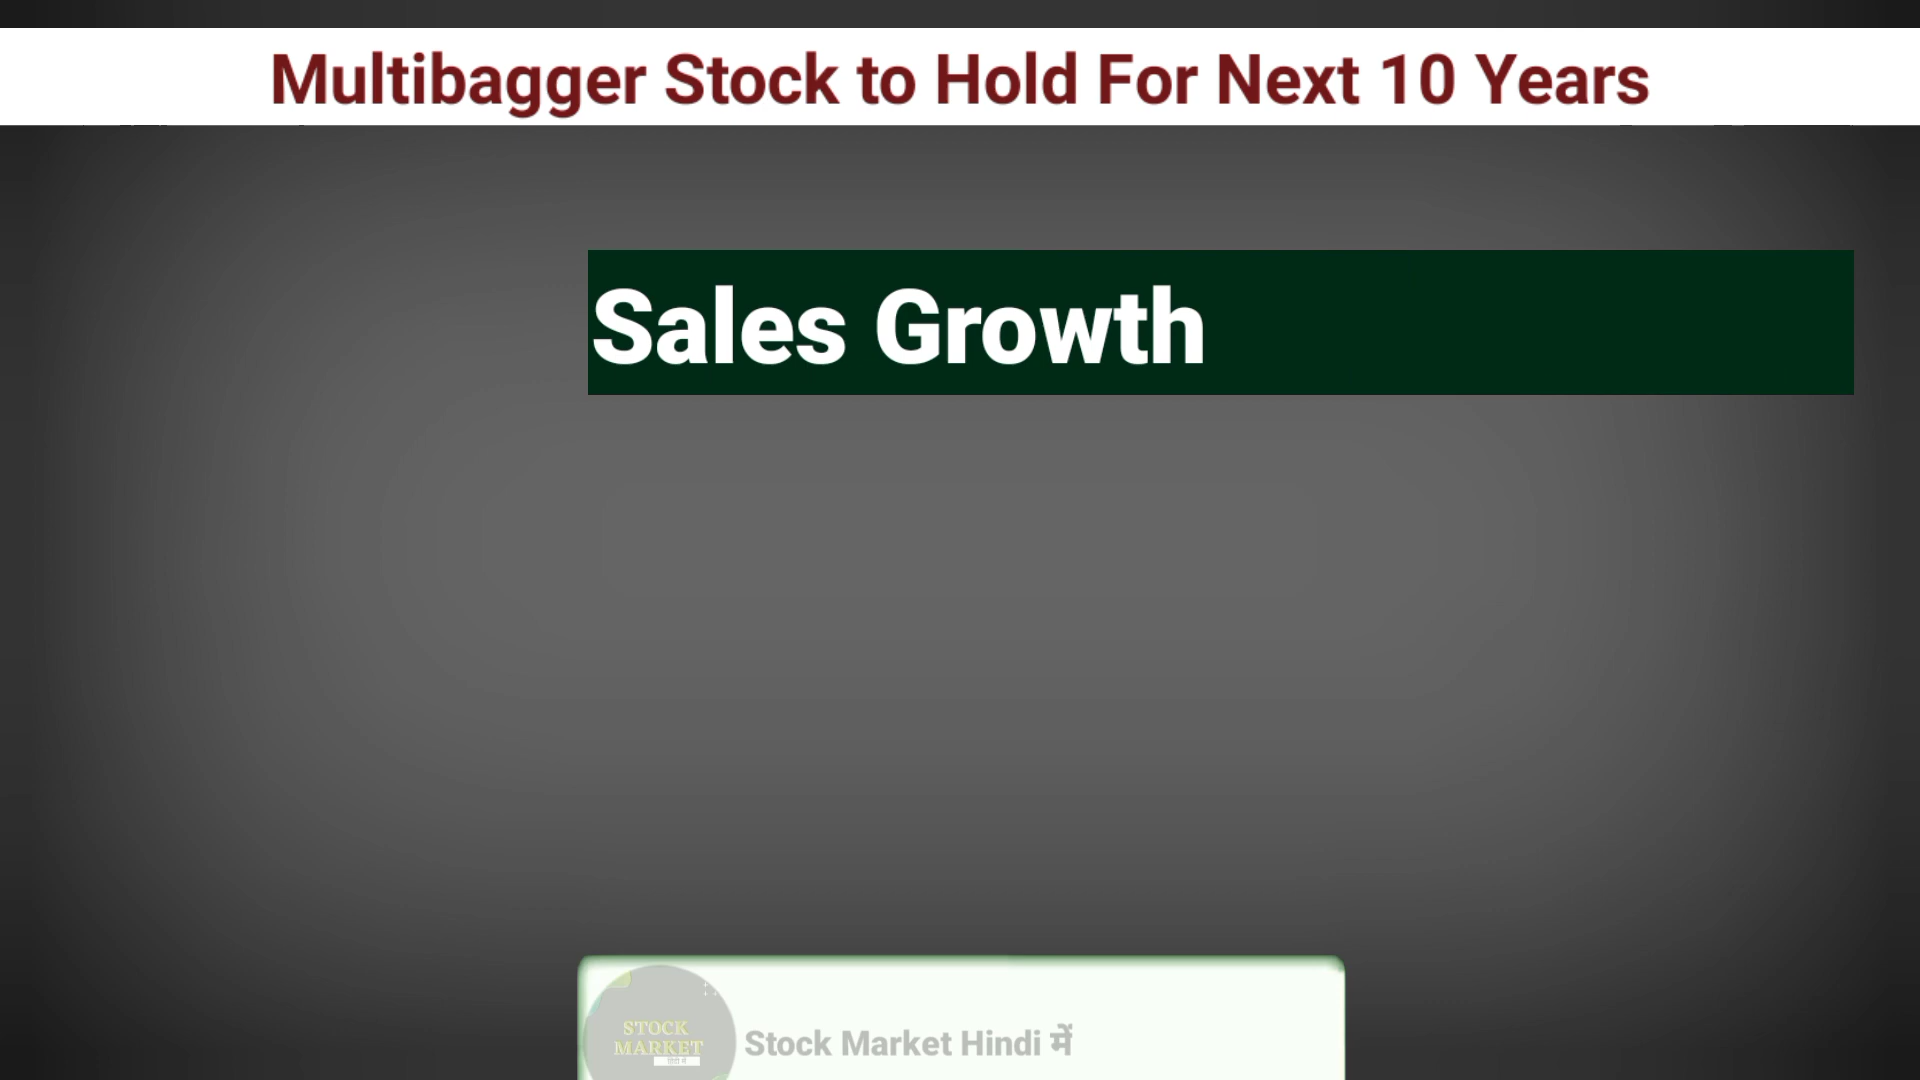 Multibagger Stock to Hold For Next 10 Years
Sales Growth
STOCK
MARKET
Stock Market Hindi में